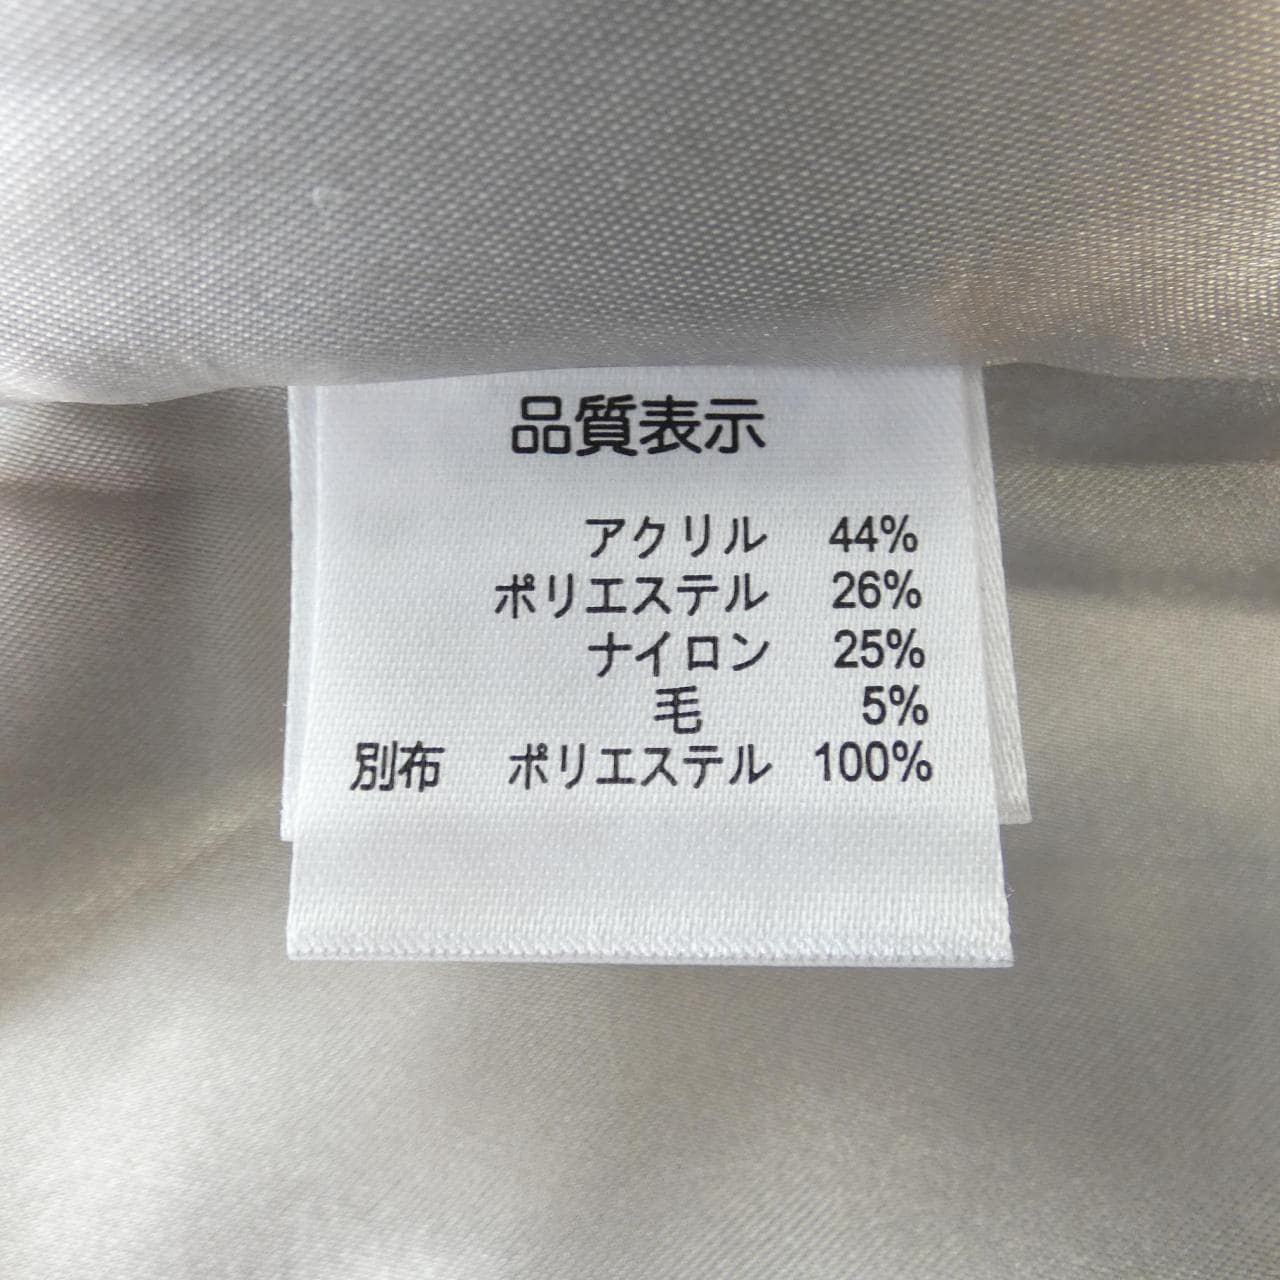 品質表示
アクリル 44%
ポリエステル 26%
ナイロン 25%
毛 5%
別布 ポリエステル 100%